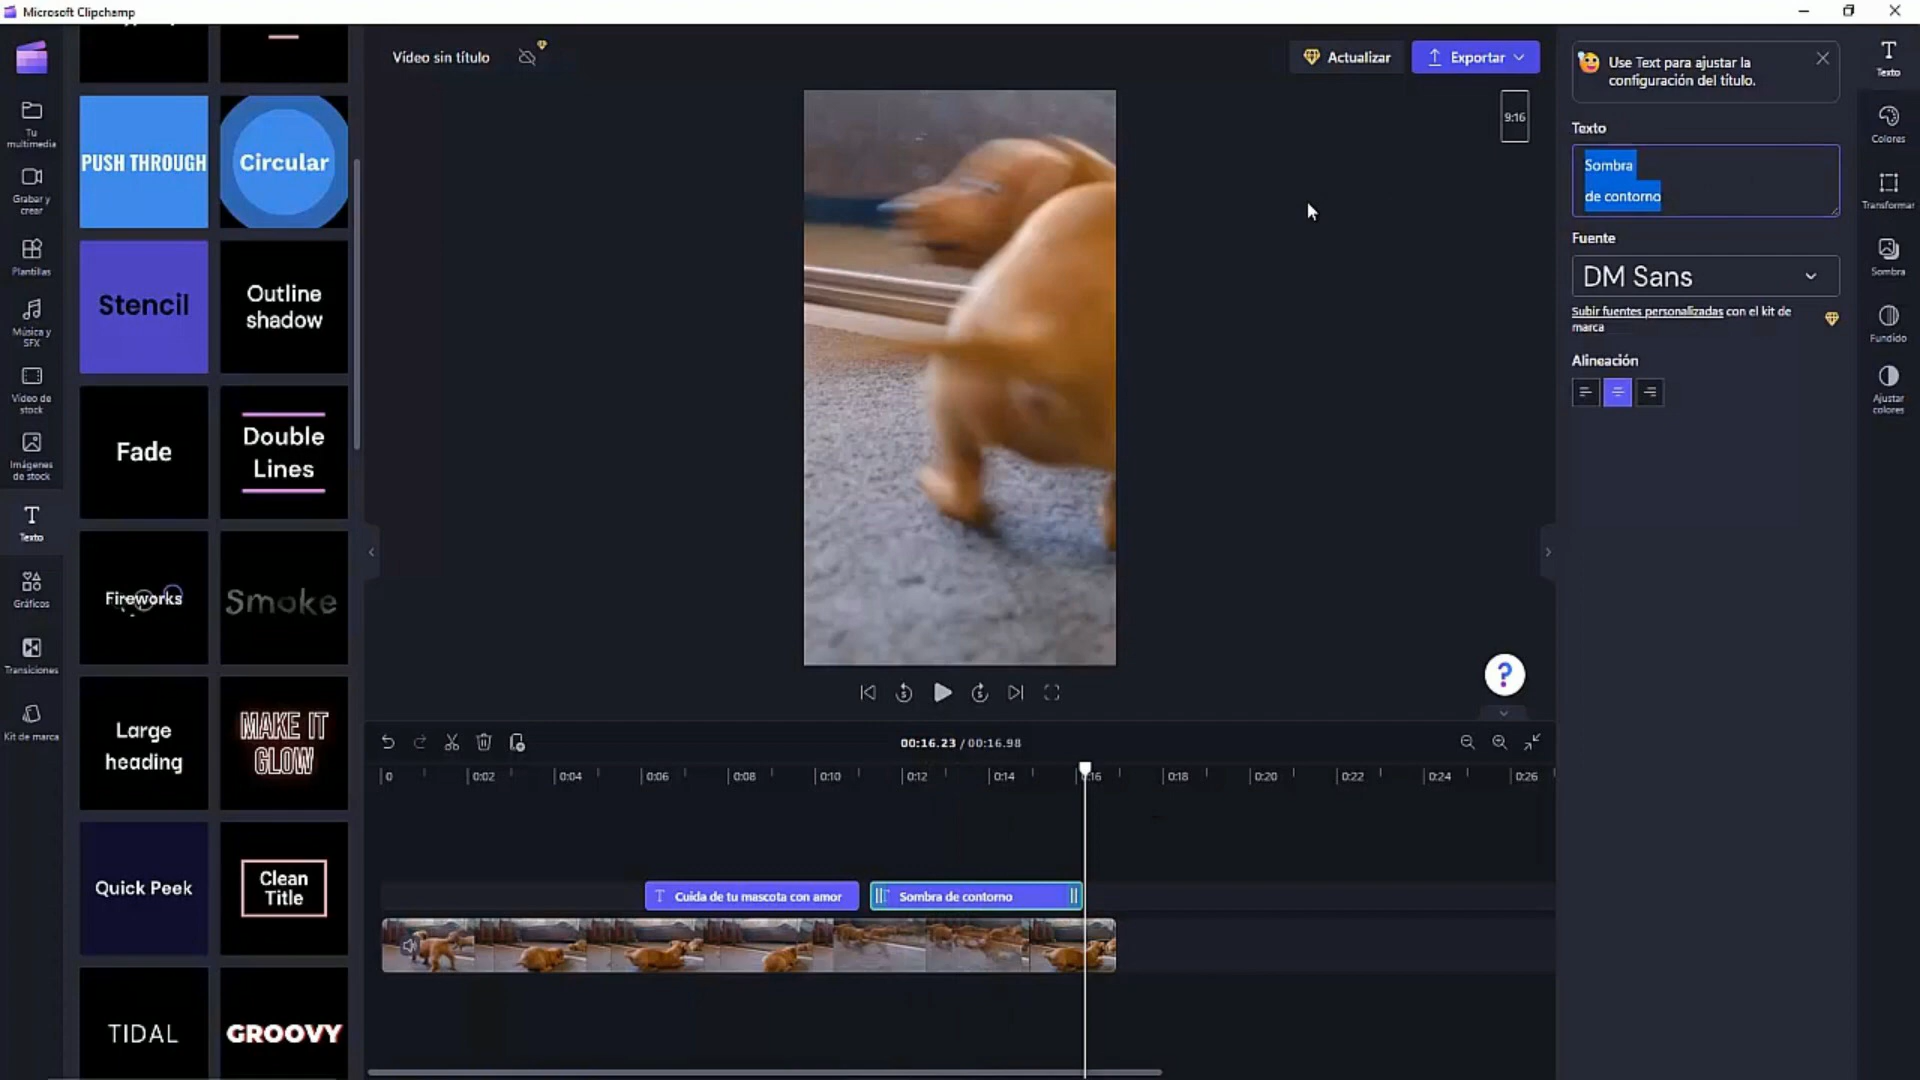 Microsoft Clipchamp
Tu
multimedia
Grabar y
crear
Plantillas
Música y
SFX
Vídeo de
stock
Imágenes
de stock
Texto
Gráficos
Transiciones
Kit de marca
PUSH THROUGH
Circular
Stencil
Outline
shadow
Fade
Double
Lines
Fireworks
Smoke
Large
heading
MAKE IT
GLOW
Quick Peek
Clean
Title
TIDAL
GROOVY
Vídeo sin título
Actualizar
Exportar
9:16
?
00:16.23 / 00:16.98
0
0:02
0:04
0:06
0:08
0:10
0:12
0:14
0:18
0:20
0:22
0:24
0:26
T Cuida de tu mascota con amor
Sombra de contorno
Use Text para ajustar la
configuración del título.
Texto
Sombra
de contorno
Fuente
DM Sans
Subir fuentes personalizadas con el kit de
marca
Alineación
Texto
Colores
Transformar
Sombra
Fundido
Ajustar
colores